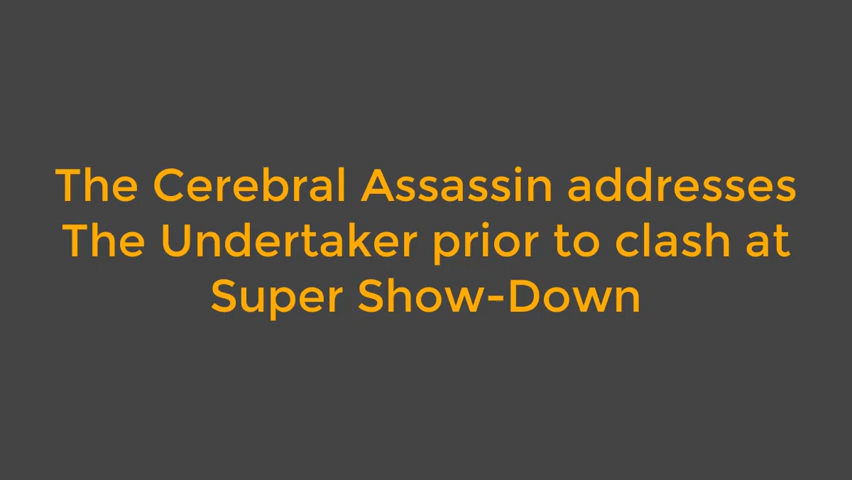 The Cerebral Assassin addresses
The Undertaker prior to clash at
Super Show-Down